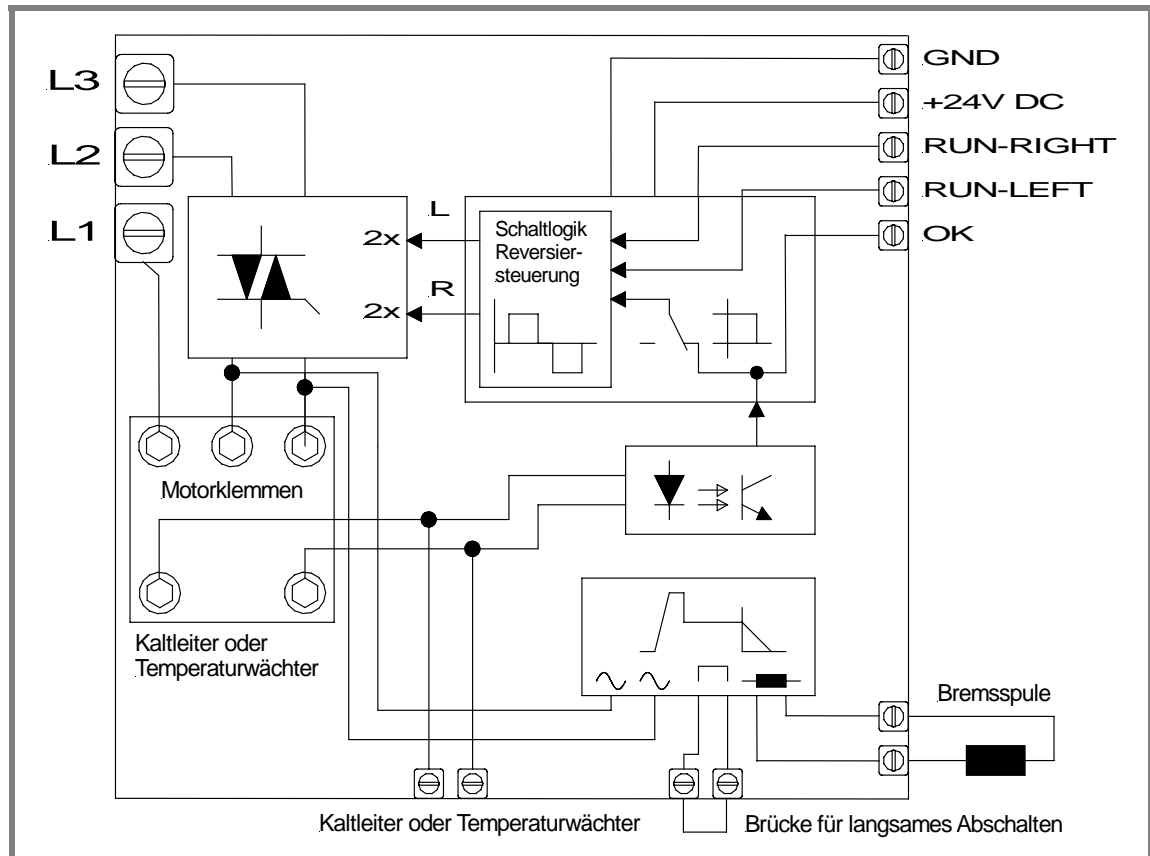 L3
GND
+24V DC
L2
RUN-RIGHT
RUN-LEFT
L1
OK
L
2x
R
2x
Schaltlogik
Reversier-
steuerung
Motorklemmen
Kaltleiter oder
Temperaturwächter
Bremsspule
Kaltleiter oder Temperaturwächter
Brücke für langsames Abschalten